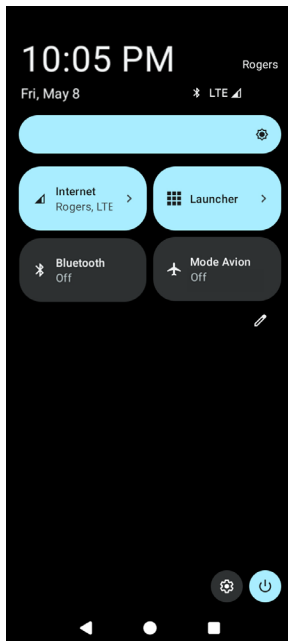 10:05 PM
Rogers
Fri, May 8
LTE
Internet
Rogers, LTE
Launcher
Bluetooth
Off
Mode Avion
Off